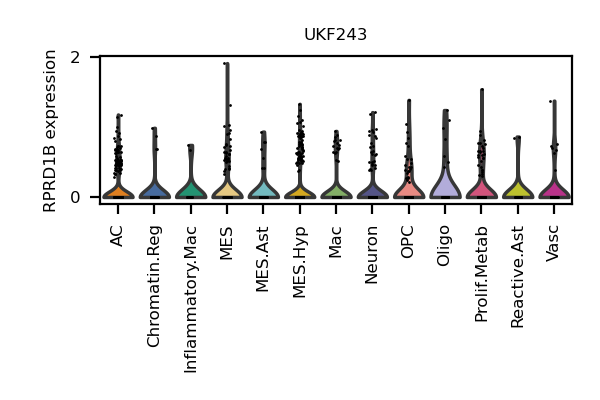 UKF243
RPRD1B expression
2
0
AC
Chromatin.Reg
Inflammatory.Mac
MES
MES.Ast
MES.Hyp
Mac
Neuron
OPC
Oligo
Prolif.Metab
Reactive.Ast
Vasc